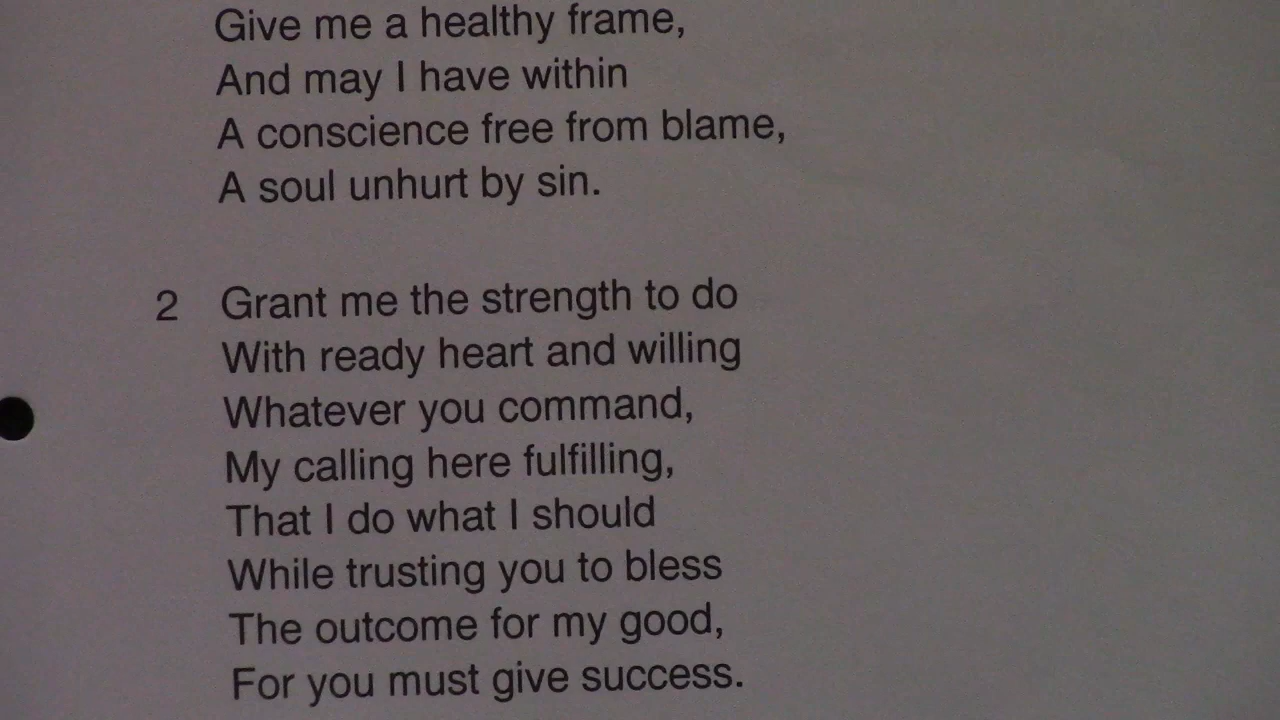 Give me a healthy frame,
And may I have within
A conscience free from blame,
A soul unhurt by sin.
2 Grant me the strength to do
With ready heart and willing
Whatever you command,
My calling here fulfilling,
That I do what I should
While trusting you to bless
The outcome for my good,
For you must give success.